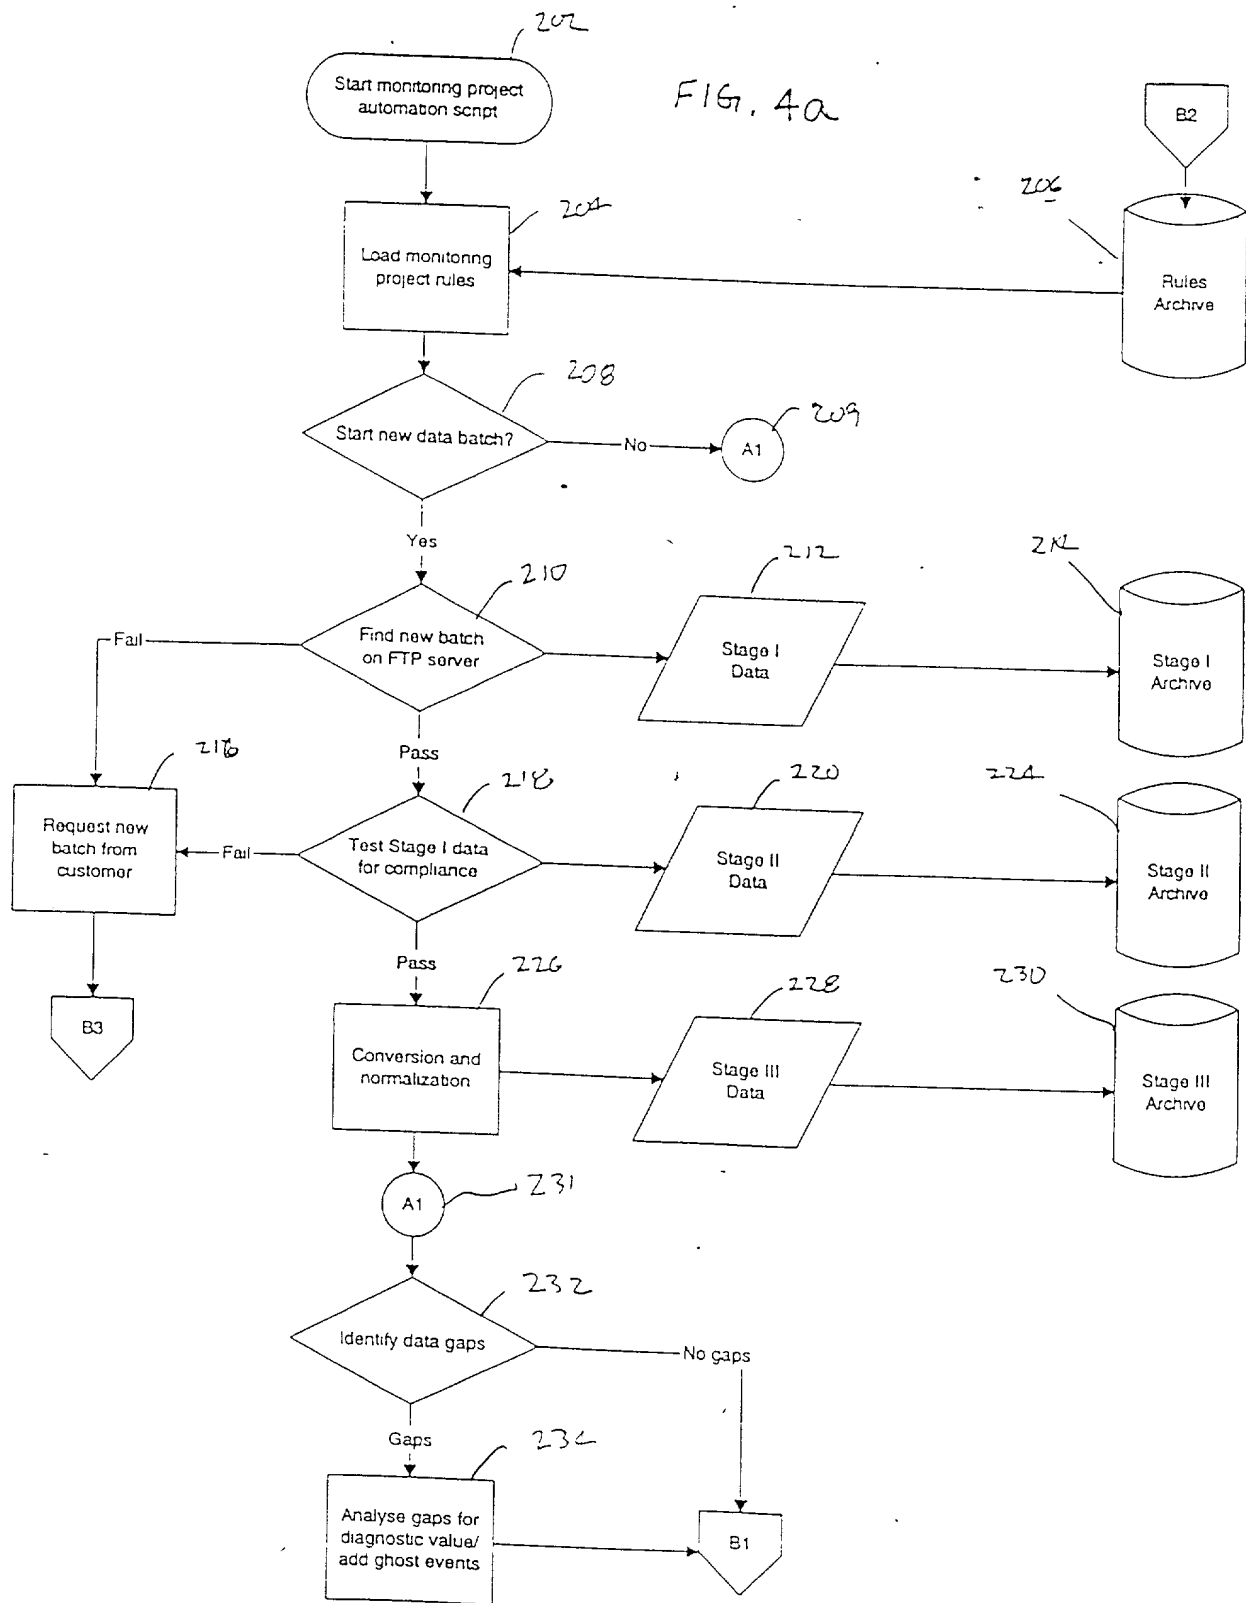 202
Start monitoring project
automation script
FIG. 4a
B2
204
206
Load monitoring
project rules
Rules
Archive
208
209
Start new data batch?
No
A1
Yes
210
212
214
Fail
Find new batch
on FTP server
Stage I
Data
Stage I
Archive
Pass
216
218
220
224
Request new
batch from
customer
Fail
Test Stage I data
for compliance
Stage II
Data
Stage II
Archive
Pass
226
228
230
B3
Conversion and
normalization
Stage III
Data
Stage III
Archive
A1
231
232
Identify data gaps
No gaps
Gaps
234
Analyse gaps for
diagnostic value/
add ghost events
B1